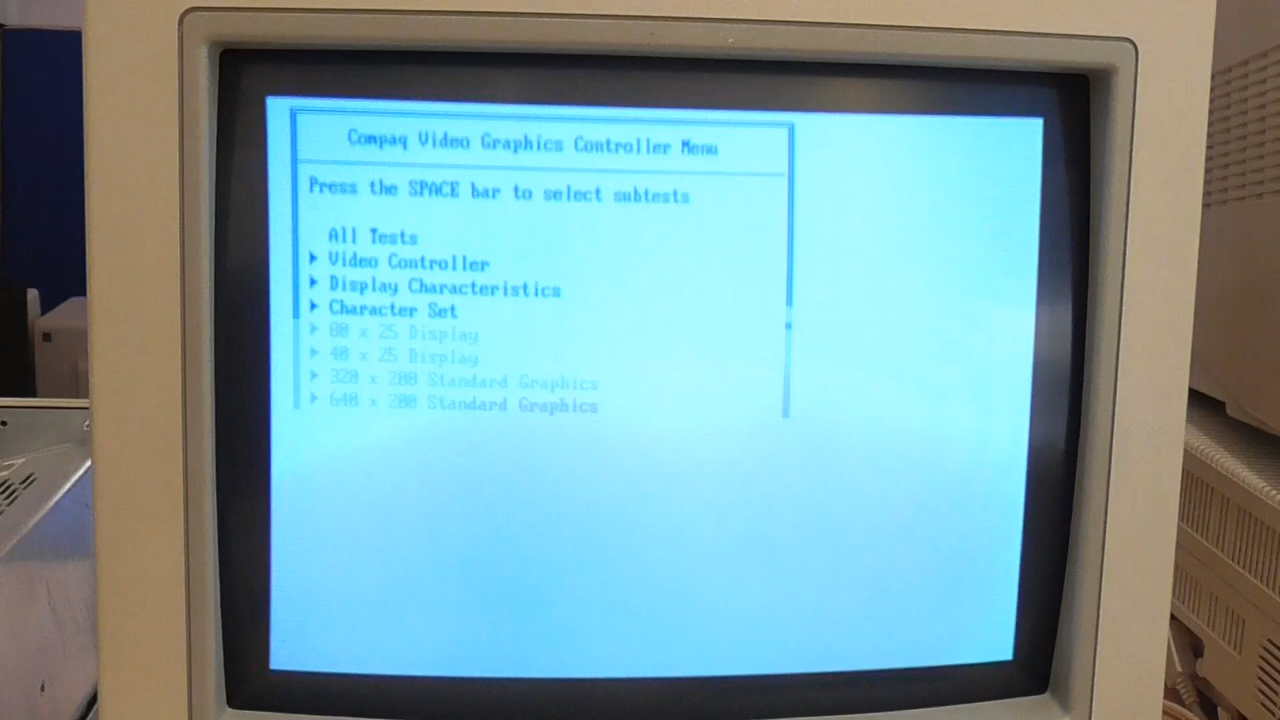 Compaq Video Graphics Controller Menu
Press the SPACE bar to select subtests
All Tests
Video Controller
Display Characteristics
Character Set
80 x 25 Display
40 x 25 Display
320 x 200 Standard Graphics
640 x 200 Standard Graphics